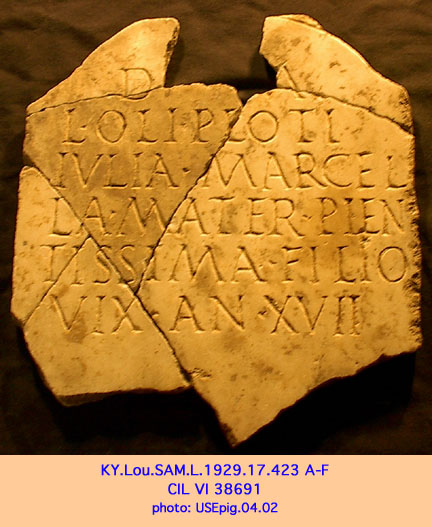 D
L·OLI·PLOTI
IVLIA·MARCEL
LA·MATER·PIEN
TISSIMA·FILIO
VIX·AN·XVII
KY.Lou.SAM.L.1929.17.423 A-F
CIL VI 38691
photo: USEpig.04.02